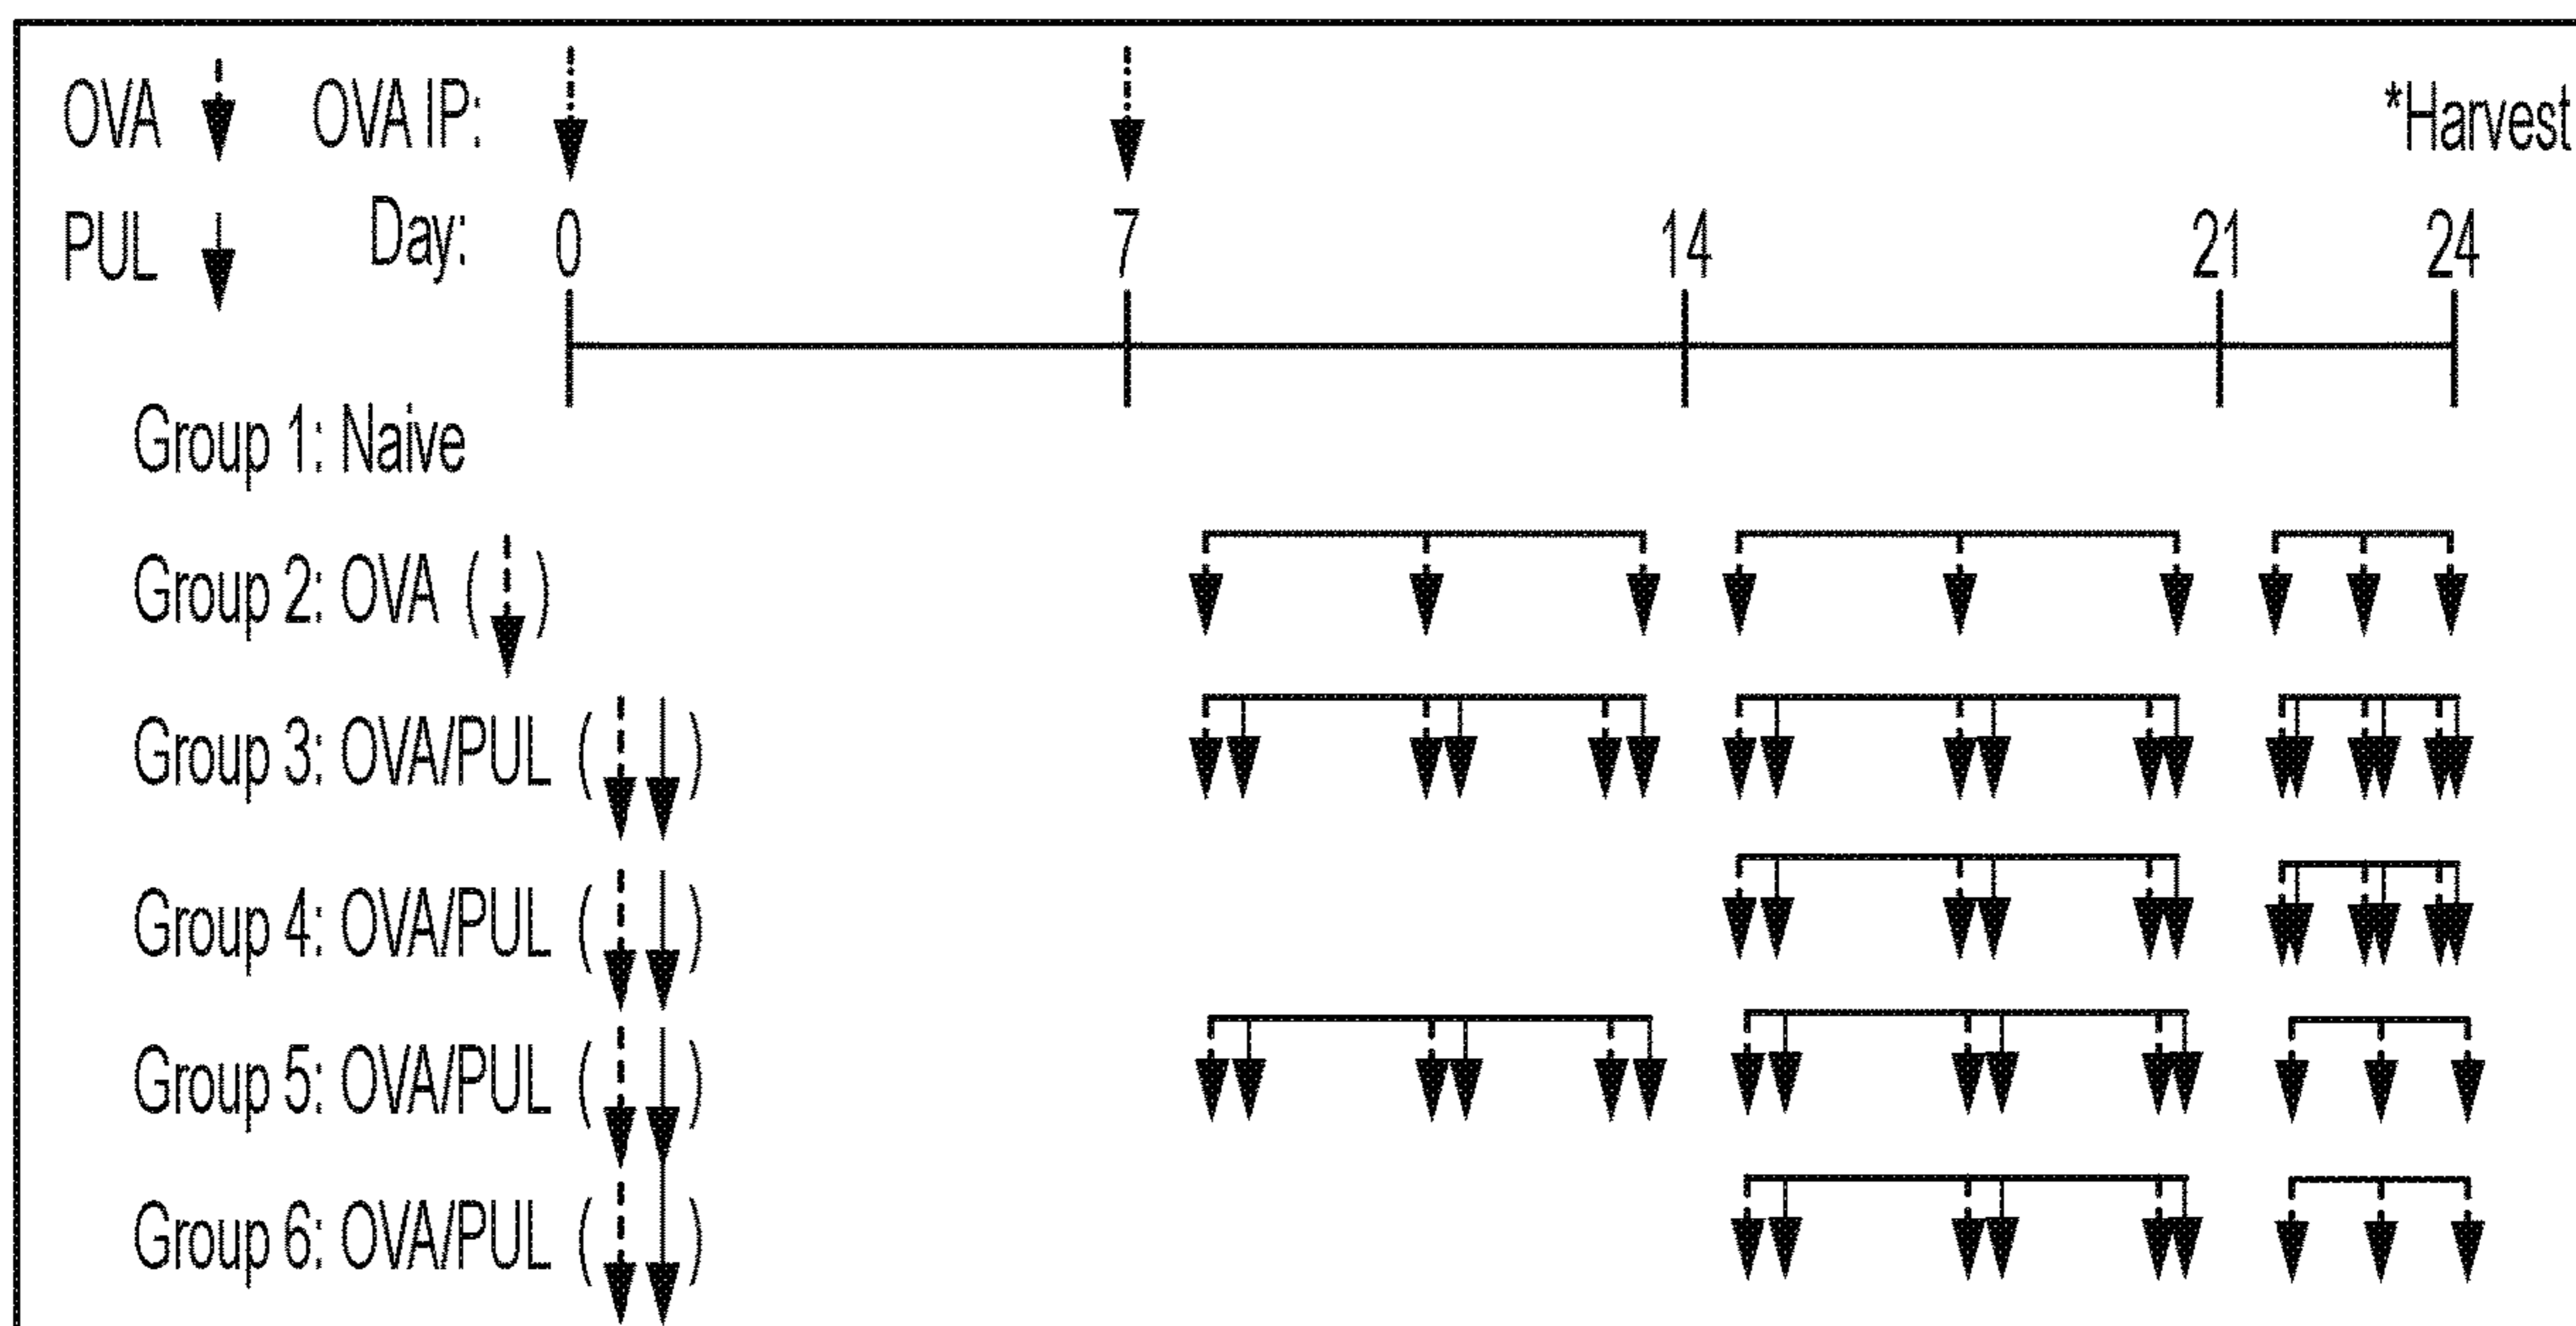 OVA OVA IP: *Harvest
PUL Day: 0 7 14 21 24
Group 1: Naive
Group 2: OVA ( )
Group 3: OVA/PUL ( )
Group 4: OVA/PUL ( )
Group 5: OVA/PUL ( )
Group 6: OVA/PUL ( )